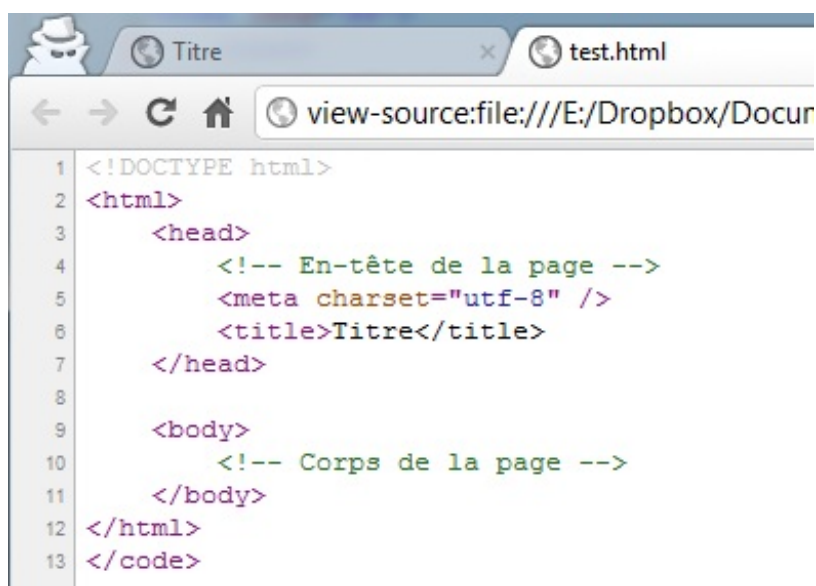 Titre
test.html
view-source:file:///E:/Dropbox/Docum
1 <!DOCTYPE html>
2 <html>
3 <head>
4 <!-- En-tête de la page -->
5 <meta charset="utf-8" />
6 <title>Titre</title>
7 </head>
8
9 <body>
10 <!-- Corps de la page -->
11 </body>
12 </html>
13 </code>